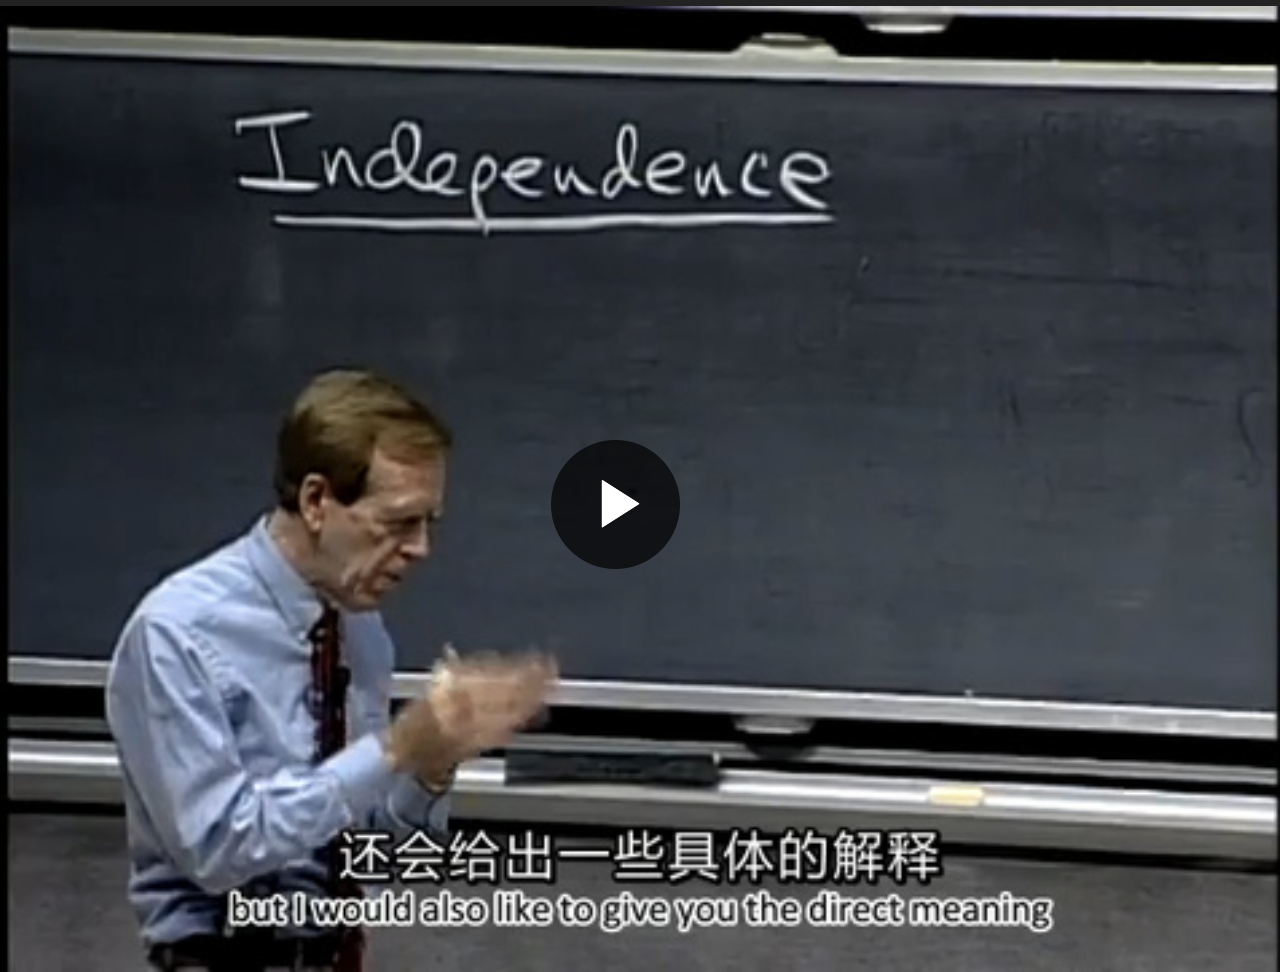 Independence
还会给出一些具体的解释
but I would also like to give you the direct meaning